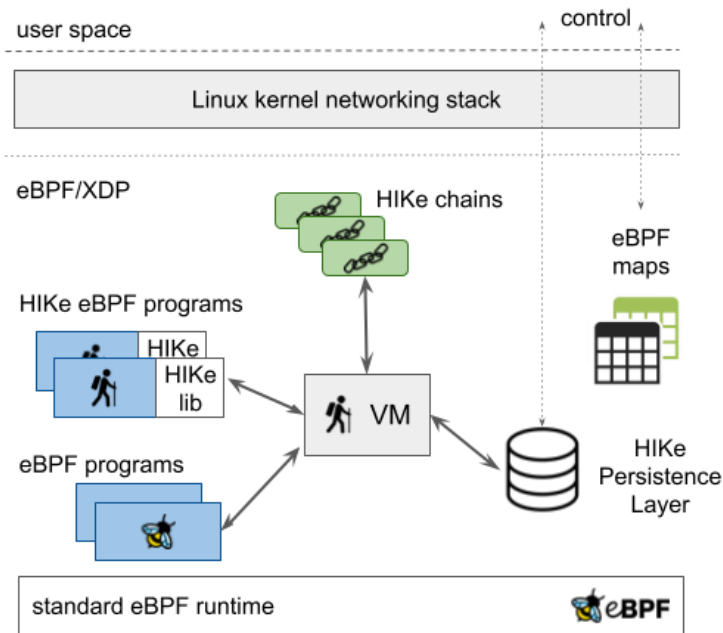 control
user space
Linux kernel networking stack
eBPF/XDP
HIKe chains
eBPF
maps
HIKe eBPF programs
HIKe
HIKe
lib
VM
eBPF programs
HIKe
Persistence
Layer
standard eBPF runtime
eBPF